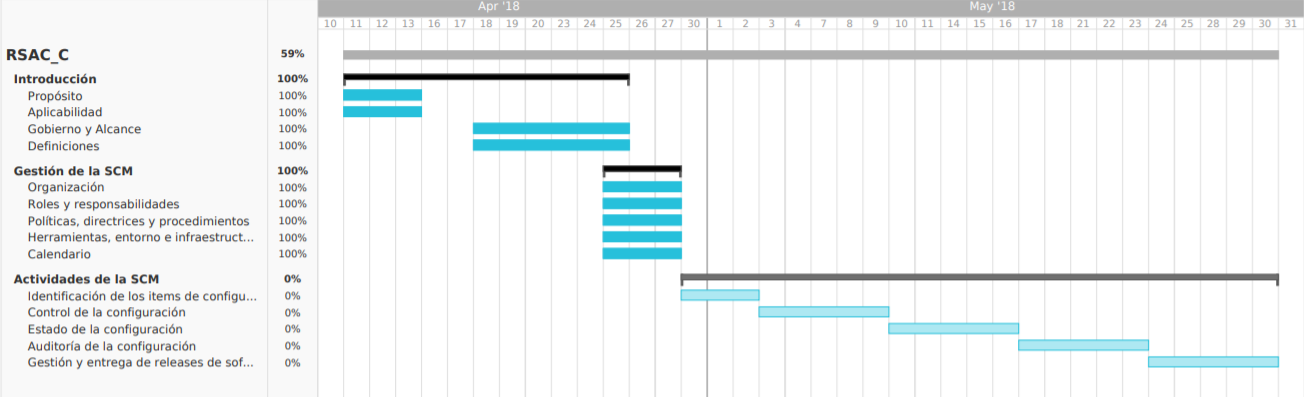 Apr '18 May '18
10 11 12 13 16 17 18 19 20 23 24 25 26 27 30 1 2 3 4 7 8 9 10 11 14 15 16 17 18 21 22 23 24 25 28 29 30 31
RSAC_C 59%
Introducción 100%
Propósito 100%
Aplicabilidad 100%
Gobierno y Alcance 100%
Definiciones 100%
Gestión de la SCM 100%
Organización 100%
Roles y responsabilidades 100%
Políticas, directrices y procedimientos 100%
Herramientas, entorno e infraestruct... 100%
Calendario 100%
Actividades de la SCM 0%
Identificación de los items de configu... 0%
Control de la configuración 0%
Estado de la configuración 0%
Auditoría de la configuración 0%
Gestión y entrega de releases de sof... 0%